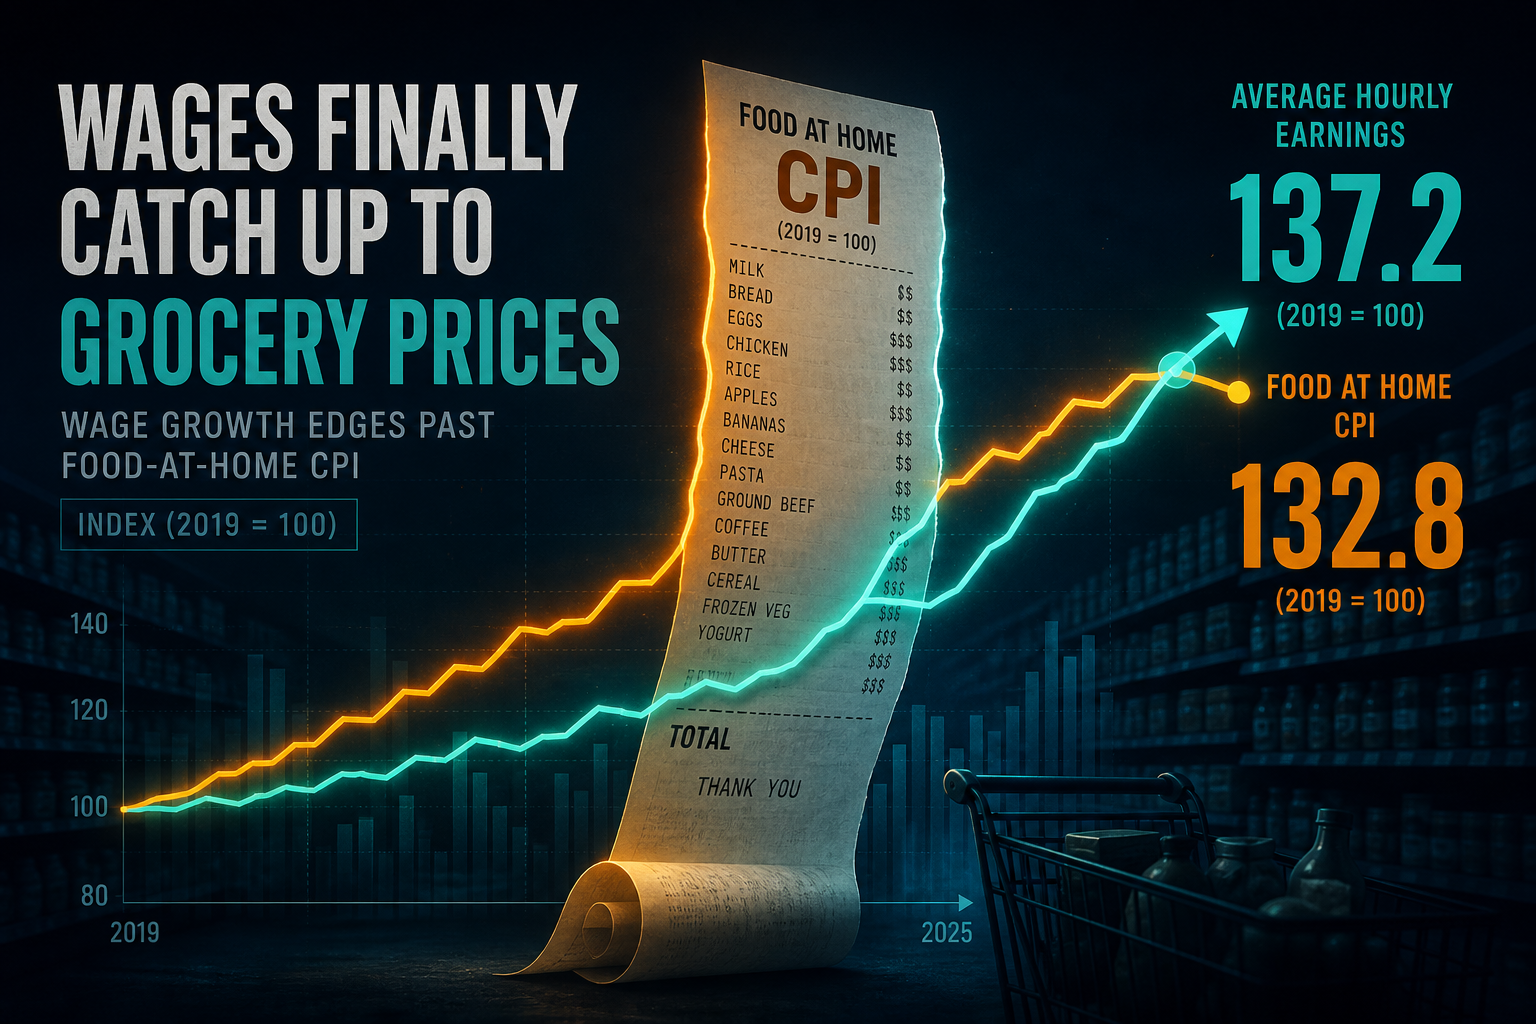 WAGES FINALLY
CATCH UP TO
GROCERY PRICES
WAGE GROWTH EDGES PAST
FOOD-AT-HOME CPI
INDEX (2019 = 100)
140
120
100
80
2019
2025
FOOD AT HOME
CPI
(2019 = 100)
MILK $$
BREAD $$
EGGS $$$
CHICKEN $$$
RICE $$
APPLES $$$
BANANAS $$
CHEESE $$
PASTA $$
GROUND BEEF $$$
COFFEE
BUTTER $$$
CEREAL $$$
FROZEN VEG $$$
YOGURT $$$
$$$
$$$
TOTAL
THANK YOU
AVERAGE HOURLY
EARNINGS
137.2
(2019 = 100)
FOOD AT HOME
CPI
132.8
(2019 = 100)